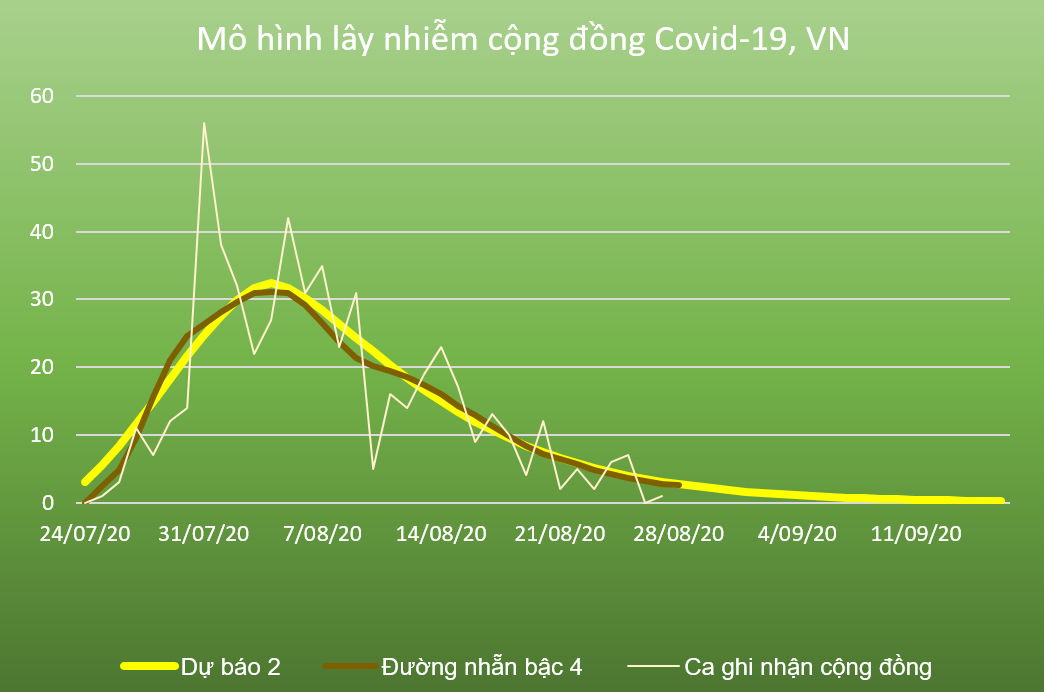 Mô hình lây nhiễm cộng đồng Covid-19, VN
60
50
40
30
20
10
0
24/07/20 31/07/20 7/08/20 14/08/20 21/08/20 28/08/20 4/09/20 11/09/20
Dự báo 2 Đường nhẵn bậc 4 Ca ghi nhận cộng đồng